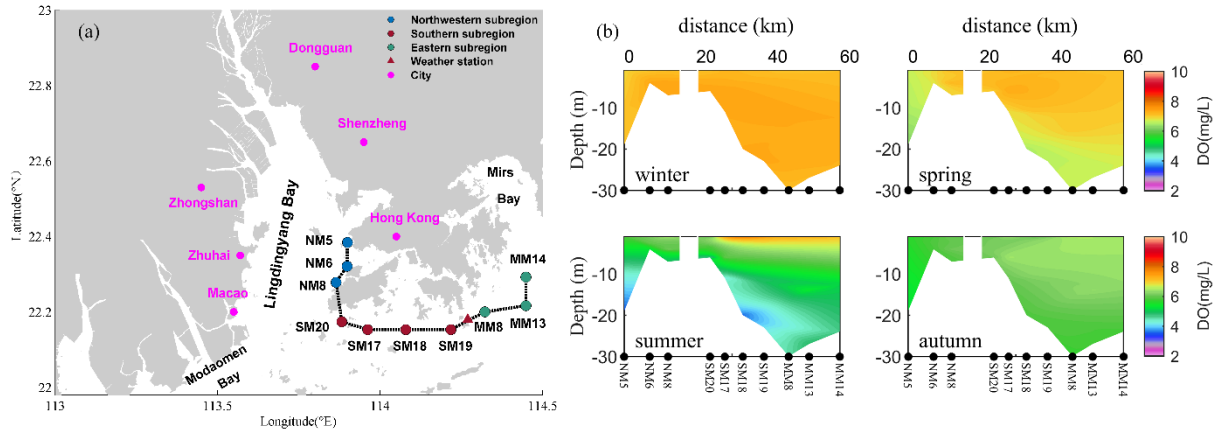 (a)
Northwestern subregion
Southern subregion
Eastern subregion
Weather station
City
Dongguan
Shenzheng
Zhongshan
Zhuhai
Macao
Hong Kong
Mirs
Bay
Lingdingyang Bay
Modaomen
Bay
NM5
NM6
NM8
SM20
SM17
SM18
SM19
MM8
MM13
MM14
23
22.8
22.6
22.4
22.2
22
Latitude(°N)
113
113.5
114
114.5
Longitude(°E)
(b)
distance (km)
0 20 40 60
Depth (m)
-10
-20
-30
winter
distance (km)
0 20 40 60
-10
-20
-30
spring
10
8
6
4
2
DO(mg/L)
10
8
6
4
2
DO(mg/L)
Depth (m)
-10
-20
-30
summer
NM5 NM6 NM8 SM20 SM17 SM18 SM19 MM8 MM13 MM14
10
8
6
4
2
DO(mg/L)
-10
-20
-30
autumn
NM5 NM6 NM8 SM20 SM17 SM18 SM19 MM8 MM13 MM14
10
8
6
4
2
DO(mg/L)